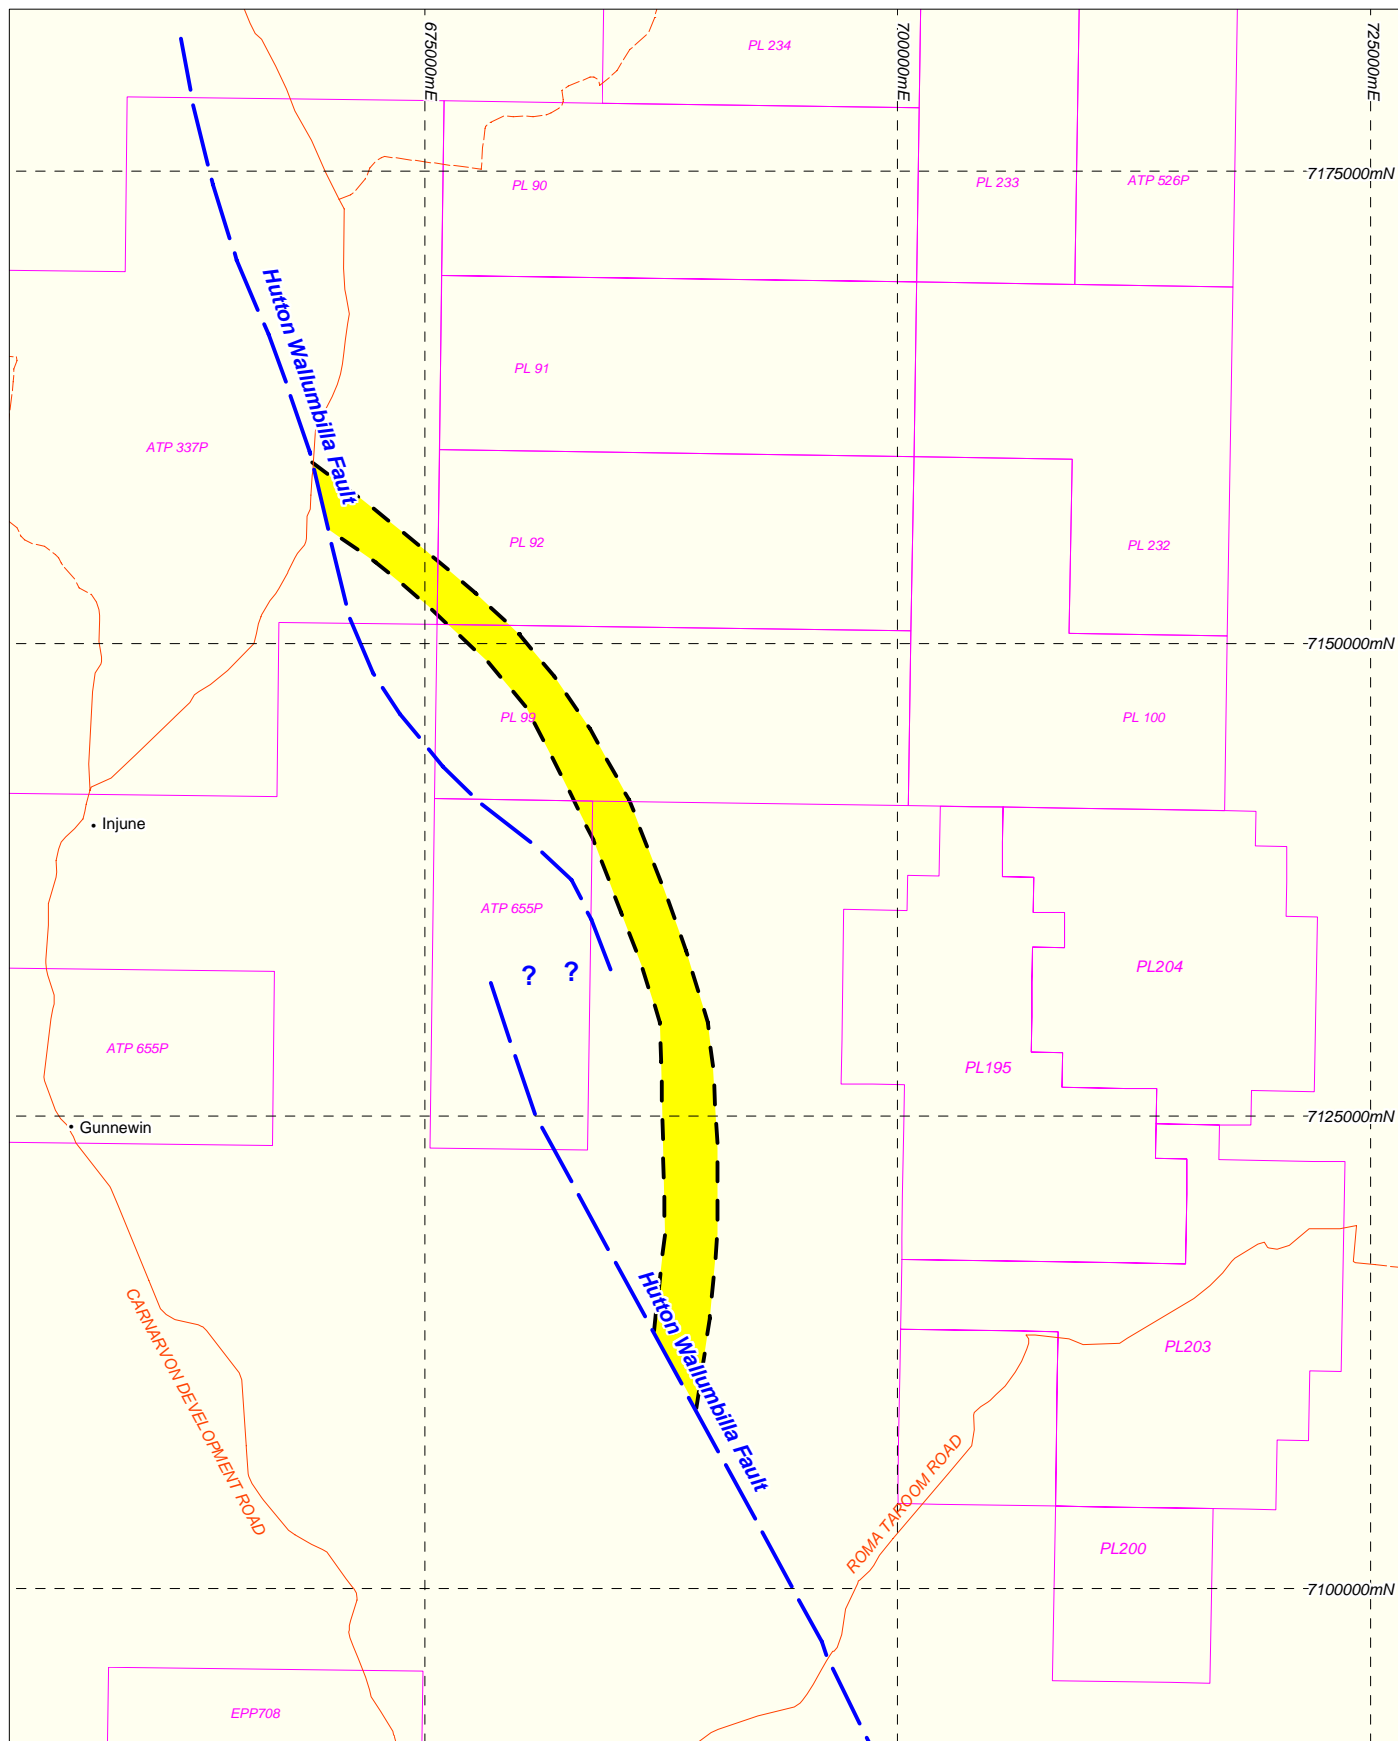 675000mE
700000mE
725000mE
PL 234
7175000mN
PL 90
PL 233
ATP 526P
Hutton Wallumbilla Fault
PL 91
ATP 337P
PL 92
PL 232
7150000mN
PL 99
PL 100
Injune
ATP 655P
? ?
PL204
ATP 655P
PL195
7125000mN
Gunnewin
Hutton Wallumbilla Fault
CARNARVON DEVELOPMENT ROAD
PL203
ROMA TAROOM ROAD
PL200
7100000mN
EPP708